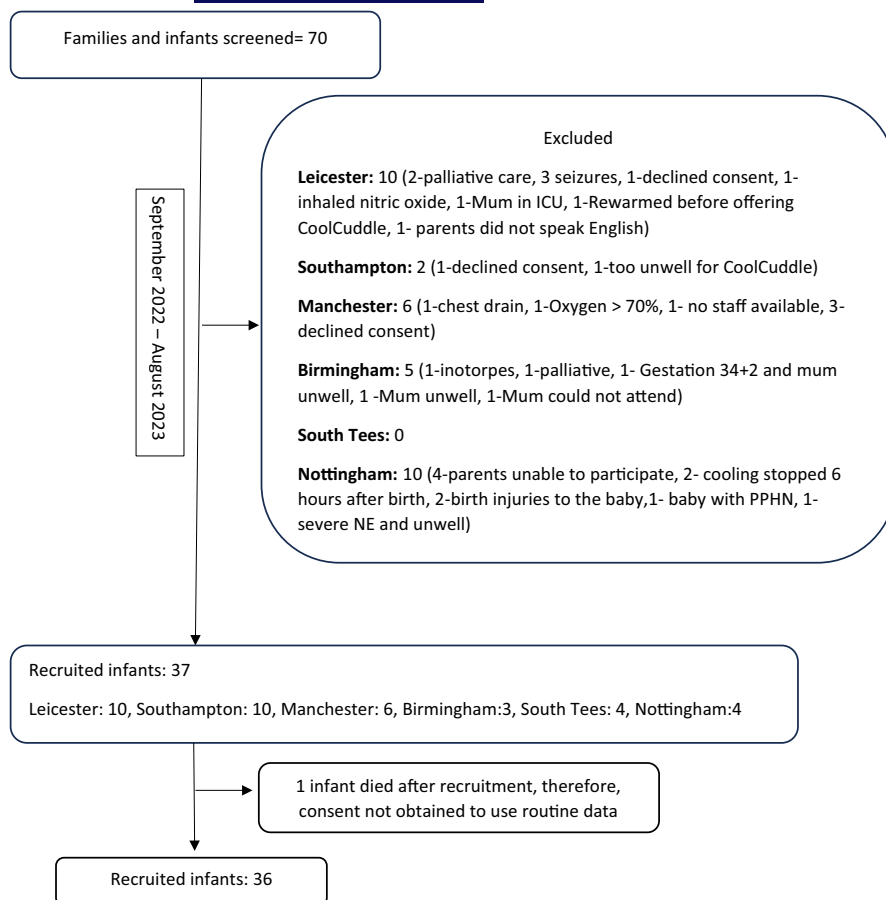 Families and infants screened= 70
September 2022 – August 2023
Excluded
Leicester: 10 (2-palliative care, 3 seizures, 1-declined consent, 1-
inhaled nitric oxide, 1-Mum in ICU, 1-Rewarmed before offering
CoolCuddle, 1- parents did not speak English)
Southampton: 2 (1-declined consent, 1-too unwell for CoolCuddle)
Manchester: 6 (1-chest drain, 1-Oxygen > 70%, 1- no staff available, 3-
declined consent)
Birmingham: 5 (1-inotorpes, 1-palliative, 1- Gestation 34+2 and mum
unwell, 1 -Mum unwell, 1-Mum could not attend)
South Tees: 0
Nottingham: 10 (4-parents unable to participate, 2- cooling stopped 6
hours after birth, 2-birth injuries to the baby,1- baby with PPHN, 1-
severe NE and unwell)
Recruited infants: 37
Leicester: 10, Southampton: 10, Manchester: 6, Birmingham:3, South Tees: 4, Nottingham:4
1 infant died after recruitment, therefore,
consent not obtained to use routine data
Recruited infants: 36